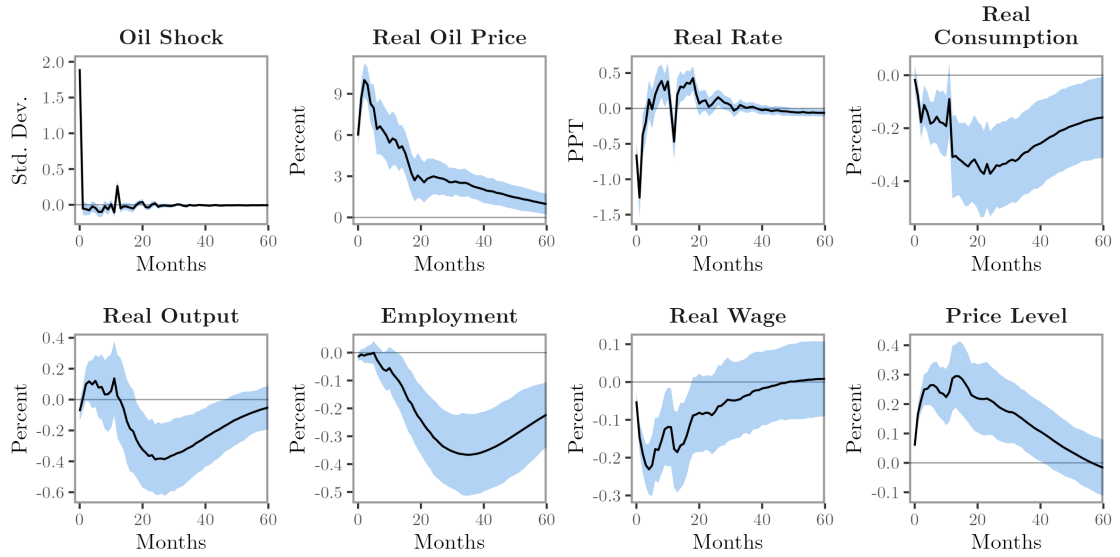 Oil Shock
Std. Dev.
2.0
1.5
1.0
0.5
0.0
0
20
40
60
Months
Real Oil Price
Percent
9
6
3
0
0
20
40
60
Months
Real Rate
PPT
0.5
0.0
-0.5
-1.0
-1.5
0
20
40
60
Months
Real
Consumption
Percent
0.0
-0.2
-0.4
0
20
40
60
Months
Real Output
Percent
0.4
0.2
0.0
-0.2
-0.4
-0.6
0
20
40
60
Months
Employment
Percent
0.0
-0.1
-0.2
-0.3
-0.4
-0.5
0
20
40
60
Months
Real Wage
Percent
0.1
0.0
-0.1
-0.2
-0.3
0
20
40
60
Months
Price Level
Percent
0.4
0.3
0.2
0.1
0.0
-0.1
0
20
40
60
Months